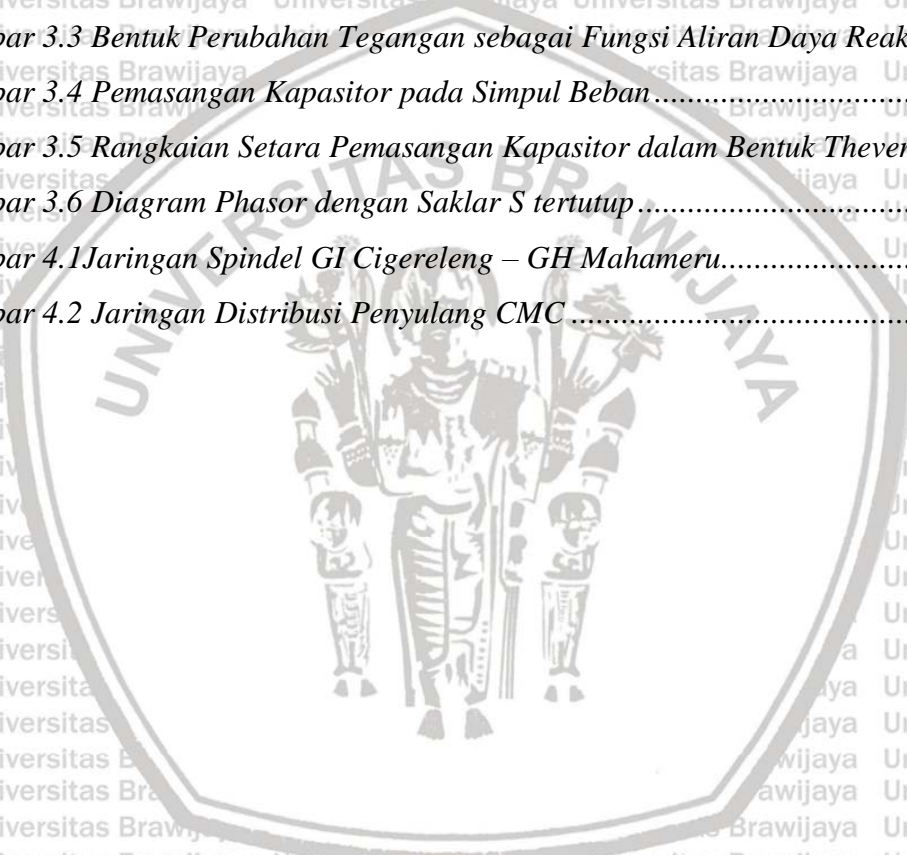 bar 3.3 Bentuk Perubahan Tegangan sebagai Fungsi Aliran Daya Reak
bar 3.4 Pemasangan Kapasitor pada Simpul Beban................................
bar 3.5 Rangkaian Setara Pemasangan Kapasitor dalam Bentuk Theven
bar 3.6 Diagram Phasor dengan Saklar S tertutup................................
bar 4.1Jaringan Spindel GI Cigereleng – GH Mahameru........................
bar 4.2 Jaringan Distribusi Penyulang CMC........................................
UNIVERSITAS BRAWIJAYA